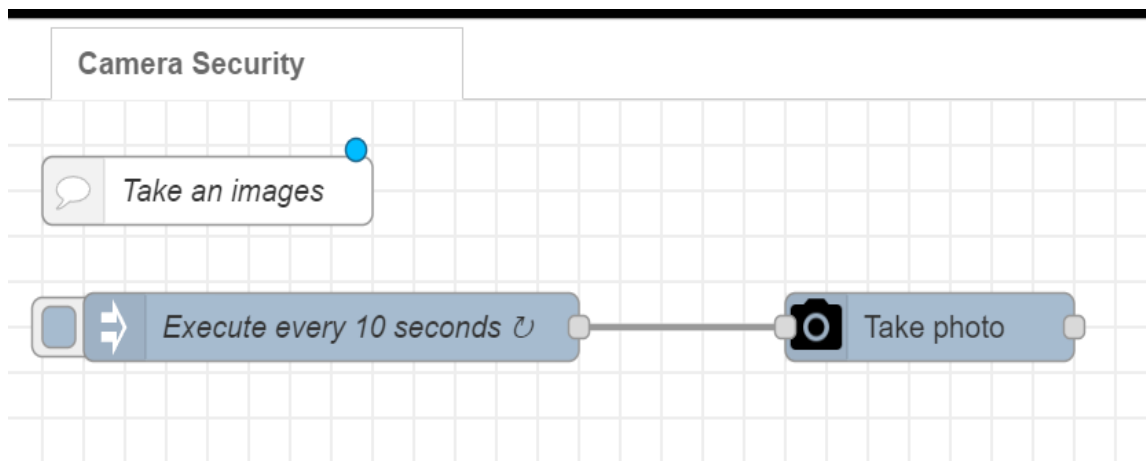 Camera Security
Take an images
Execute every 10 seconds ↻
Take photo